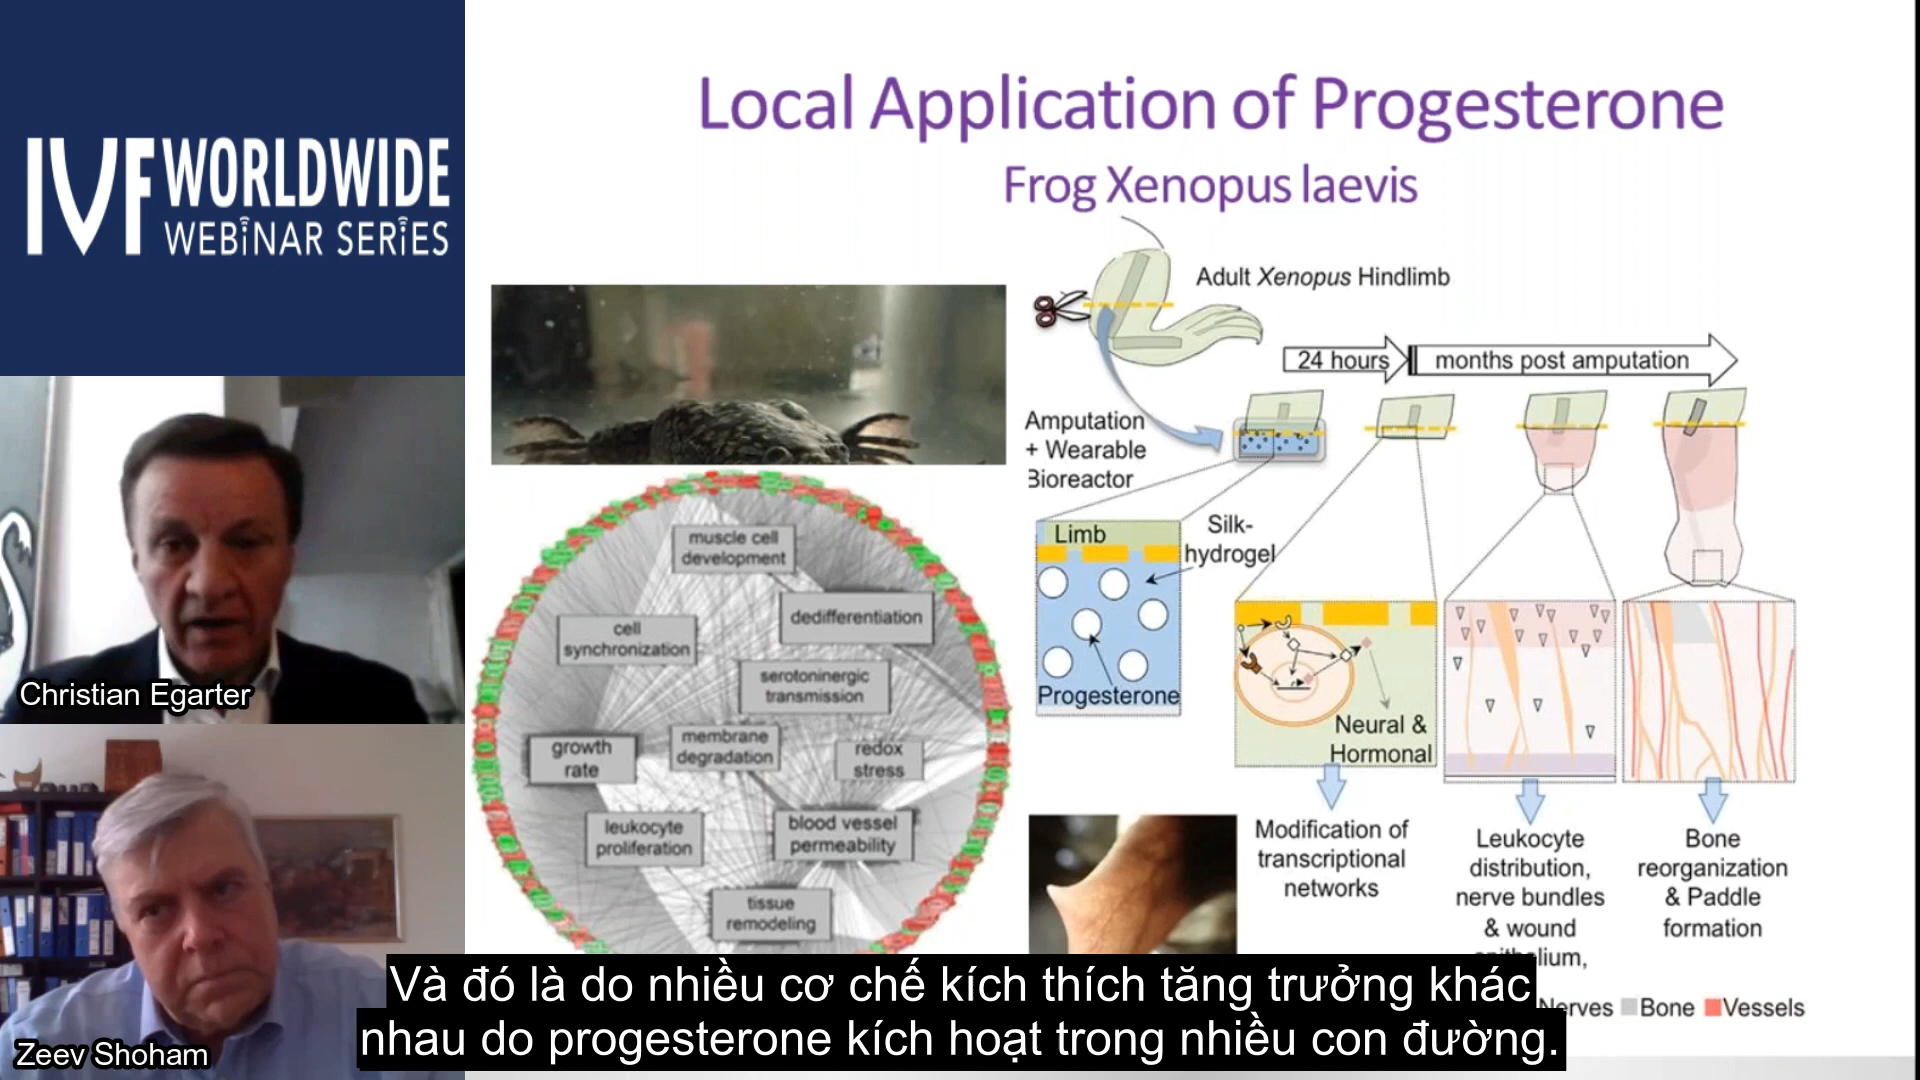 IVF WORLDWIDE
WEBINAR SERIES
Christian Egarter
Zeev Shoham
Local Application of Progesterone
Frog Xenopus laevis
Adult Xenopus Hindlimb
24 hours
months post amputation
Amputation
+ Wearable
Bioreactor
Limb
Silk-
hydrogel
Progesterone
Neural &
Hormonal
Modification of
transcriptional
networks
Leukocyte
distribution,
nerve bundles
& wound
Bone
reorganization
& Paddle
formation
muscle cell
development
dedifferentiation
cell
synchronization
serotoninergic
transmission
membrane
degradation
growth
rate
redox
stress
leukocyte
proliferation
blood vessel
permeability
tissue
remodeling
Nerves Bone Vessels
Và đó là do nhiều cơ chế kích thích tăng trưởng khác
nhau do progesterone kích hoạt trong nhiều con đường.